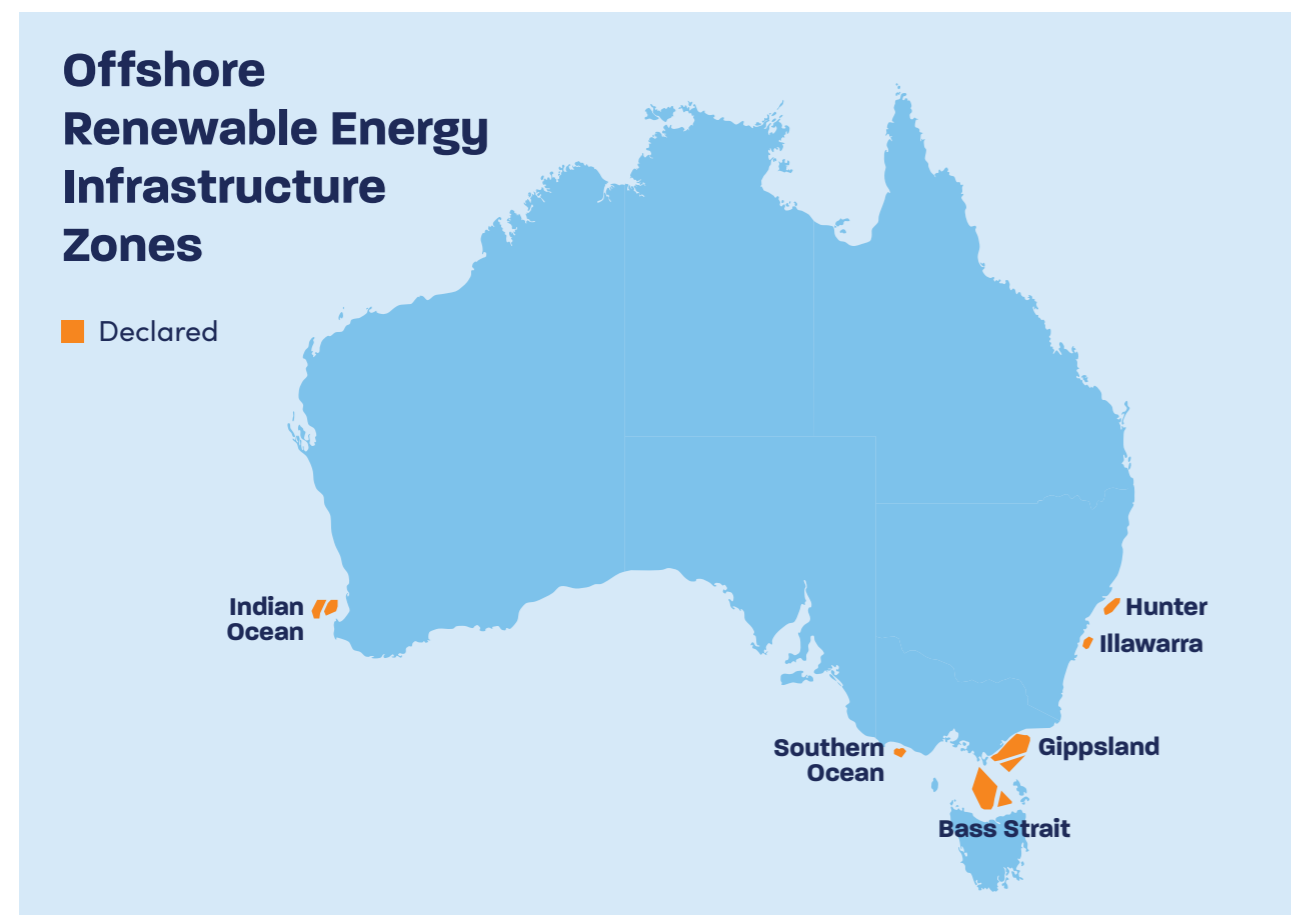 Offshore
Renewable Energy
Infrastructure
Zones
Declared
Indian
Ocean
Hunter
Illawarra
Southern
Ocean
Gippsland
Bass Strait